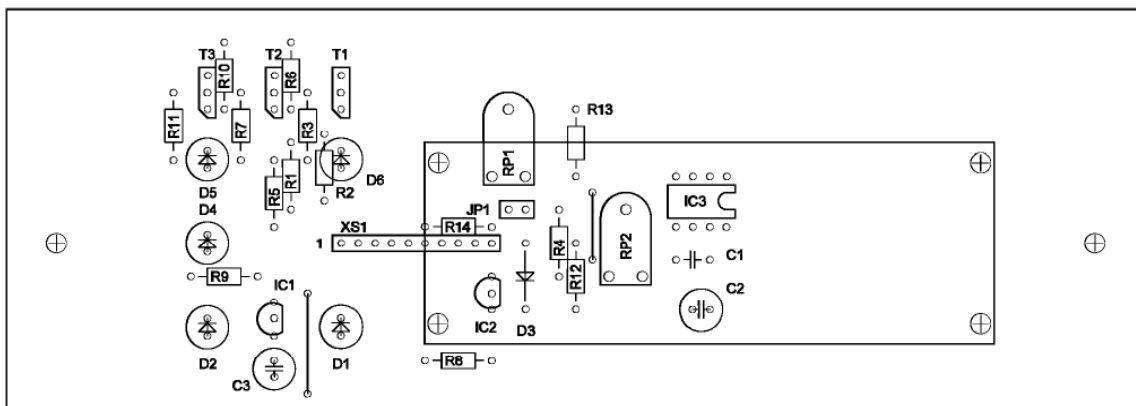 T3
T2
T1
R10
R6
R11
R7
R3
R13
RP1
D5
R5
R1
R2
D6
IC3
D4
XS1
JP1
R14
1
R4
RP2
C1
R9
R12
IC1
C2
IC2
D3
D2
D1
C3
R8